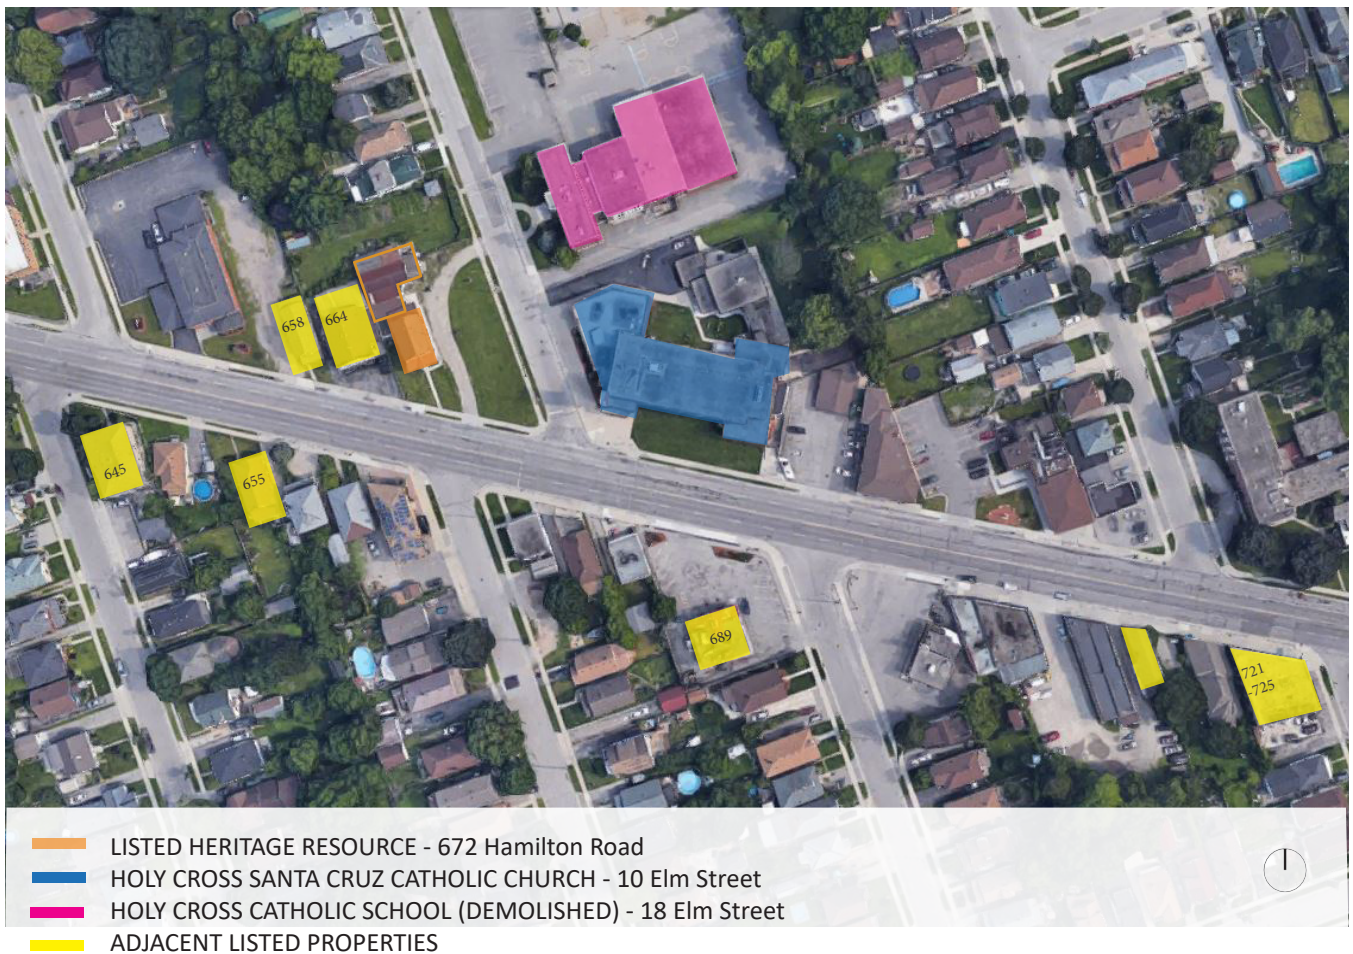 658
664
645
655
689
721
-725
LISTED HERITAGE RESOURCE - 672 Hamilton Road
HOLY CROSS SANTA CRUZ CATHOLIC CHURCH - 10 Elm Street
HOLY CROSS CATHOLIC SCHOOL (DEMOLISHED) - 18 Elm Street
ADJACENT LISTED PROPERTIES